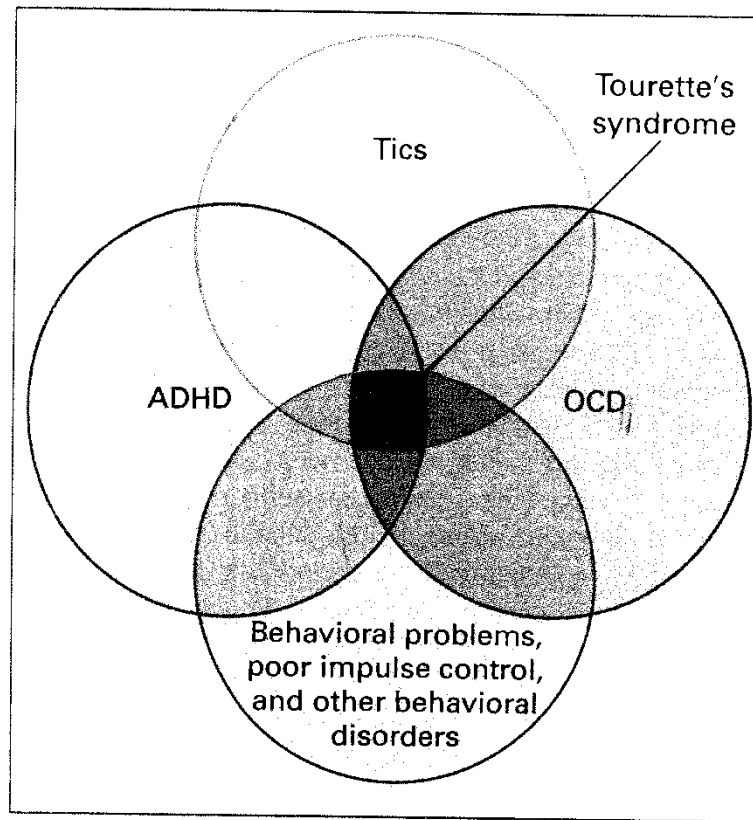 Tourette's
syndrome
Tics
ADHD
OCD
Behavioral problems,
poor impulse control,
and other behavioral
disorders